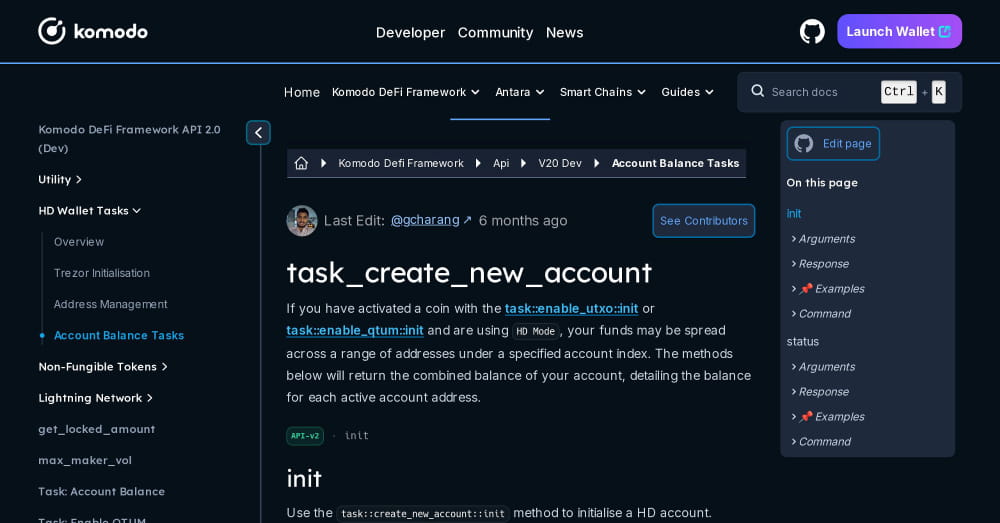 komodo
Developer Community News
Launch Wallet
Home Komodo DeFi Framework Antara Smart Chains Guides
Search docs Ctrl + K
Komodo DeFi Framework API 2.0
(Dev)
Utility
HD Wallet Tasks
Overview
Trezor Initialisation
Address Management
Account Balance Tasks
Non-Fungible Tokens
Lightning Network
get_locked_amount
max_maker_vol
Task: Account Balance
Task: Enable QTUM
Komodo Defi Framework Api V20 Dev Account Balance Tasks
Last Edit: @gcharang ↗ 6 months ago
See Contributors
task_create_new_account
If you have activated a coin with the task::enable_utxo::init or
task::enable_qtum::init and are using HD Mode, your funds may be spread
across a range of addresses under a specified account index. The methods
below will return the combined balance of your account, detailing the balance
for each active account address.
API-v2 · init
init
Use the task::create_new_account::init method to initialise a HD account.
Edit page
On this page
Init
Arguments
Response
📌 Examples
Command
status
Arguments
Response
📌 Examples
Command